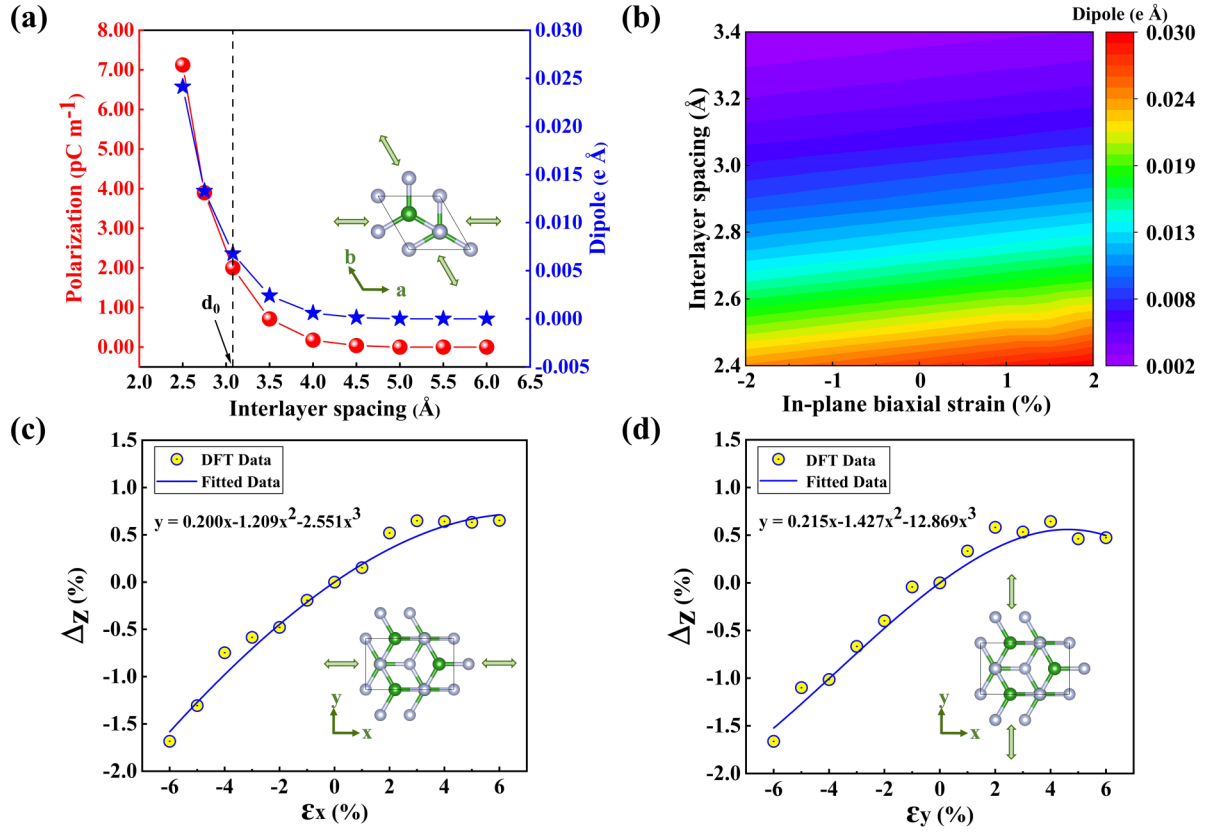 (a)
8.00
7.00
6.00
5.00
4.00
3.00
2.00
1.00
0.00
Polarization (pC m-1)
0.030
0.025
0.020
0.015
0.010
0.005
0.000
-0.005
Dipole (e Å)
d0
b
a
2.0 2.5 3.0 3.5 4.0 4.5 5.0 5.5 6.0 6.5
Interlayer spacing (Å)
(b)
Dipole (e Å)
3.4
3.2
3.0
2.8
2.6
2.4
Interlayer spacing (Å)
-2 -1 0 1 2
In-plane biaxial strain (%)
0.030
0.025
0.019
0.013
0.008
0.002
(c)
1.5
1.0
0.5
0.0
-0.5
-1.0
-1.5
-2.0
ΔZ (%)
DFT Data
Fitted Data
y = 0.200x-1.209x2-2.551x3
y
x
-6 -4 -2 0 2 4 6
εx (%)
(d)
1.5
1.0
0.5
0.0
-0.5
-1.0
-1.5
-2.0
ΔZ (%)
DFT Data
Fitted Data
y = 0.215x-1.427x2-12.869x3
y
x
-6 -4 -2 0 2 4 6
εy (%)